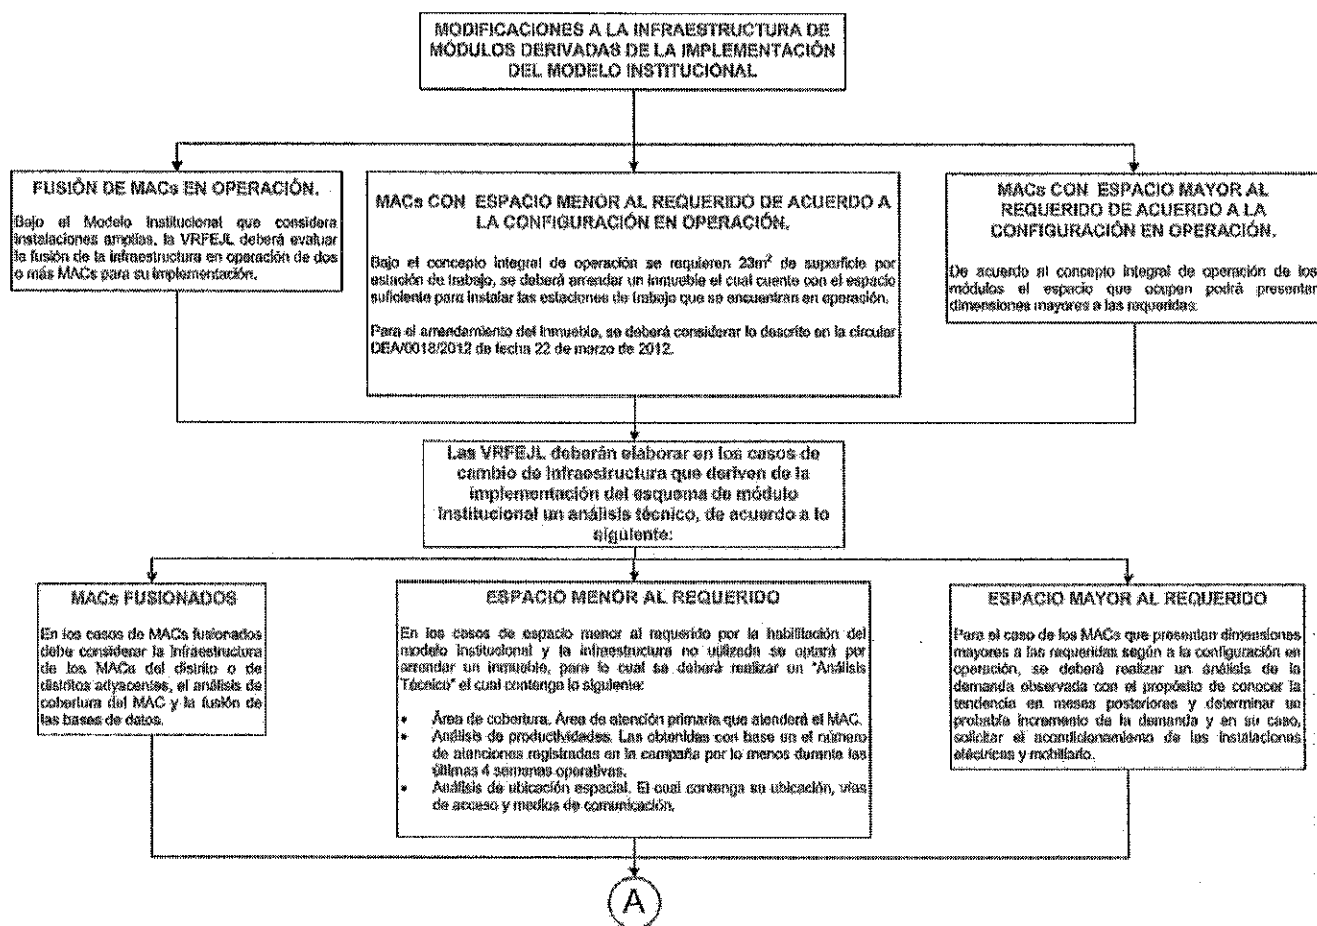 MODIFICACIONES A LA INFRAESTRUCTURA DE
MÓDULOS DERIVADAS DE LA IMPLEMENTACIÓN
DEL MODELO INSTITUCIONAL
FUSIÓN DE MACs EN OPERACIÓN.
Bajo el Modelo Institucional que considera
instalaciones amplias, la VRFEJL deberá evaluar
la fusión de la infraestructura en operación de dos
o más MACs para su implementación.
MACs CON ESPACIO MENOR AL REQUERIDO DE ACUERDO A
LA CONFIGURACIÓN EN OPERACIÓN.
Bajo el concepto integral de operación se requieren 23m² de superficie por
estación de trabajo, se deberá arrendar un inmueble el cual cuente con el espacio
suficiente para instalar las estaciones de trabajo que se encuentran en operación.
Para el arrendamiento del inmueble, se deberá considerar lo descrito en la circular
DEA/0018/2012 de fecha 22 de marzo de 2012.
MACs CON ESPACIO MAYOR AL
REQUERIDO DE ACUERDO A LA
CONFIGURACIÓN EN OPERACIÓN.
De acuerdo al concepto integral de operación de los
módulos el espacio que ocupen podrá presentar
dimensiones mayores a las requeridas.
Las VRFEJL deberán elaborar en los casos de
cambio de infraestructura que deriven de la
implementación del esquema de módulo
Institucional un análisis técnico, de acuerdo a lo
siguiente:
MACs FUSIONADOS
En los casos de MACs fusionados
debe considerar la infraestructura
de los MACs del distrito o de
distritos adyacentes, el análisis de
cobertura del MAC y la fusión de
las bases de datos.
ESPACIO MENOR AL REQUERIDO
En los casos de espacio menor al requerido por la habilitación del
modelo institucional y la infraestructura no utilizada se optará por
arrendar un inmueble, para lo cual se deberá realizar un "Análisis
Técnico" el cual contenga lo siguiente:
• Área de cobertura. Área de atención primaria que atenderá el MAC.
• Análisis de productividades. Las obtenidas con base en el número
de atenciones registradas en la campaña por lo menos durante las
últimas 4 semanas operativas.
• Análisis de ubicación espacial. El cual contenga su ubicación, vías
de acceso y medios de comunicación.
ESPACIO MAYOR AL REQUERIDO
Para el caso de los MACs que presentan dimensiones
mayores a las requeridas según a la configuración en
operación, se deberá realizar un análisis de la
demanda observada con el propósito de conocer la
tendencia en meses posteriores y determinar un
probable incremento de la demanda y en su caso,
solicitar el acondicionamiento de las instalaciones
eléctricas y mobiliario.
A